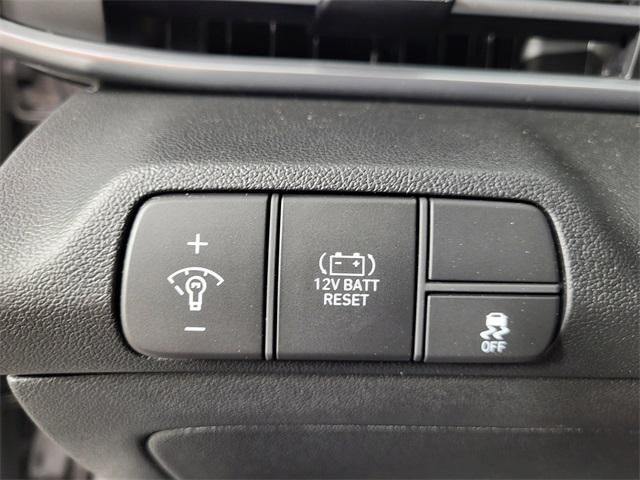 +
−
− +
12V BATT
RESET
OFF